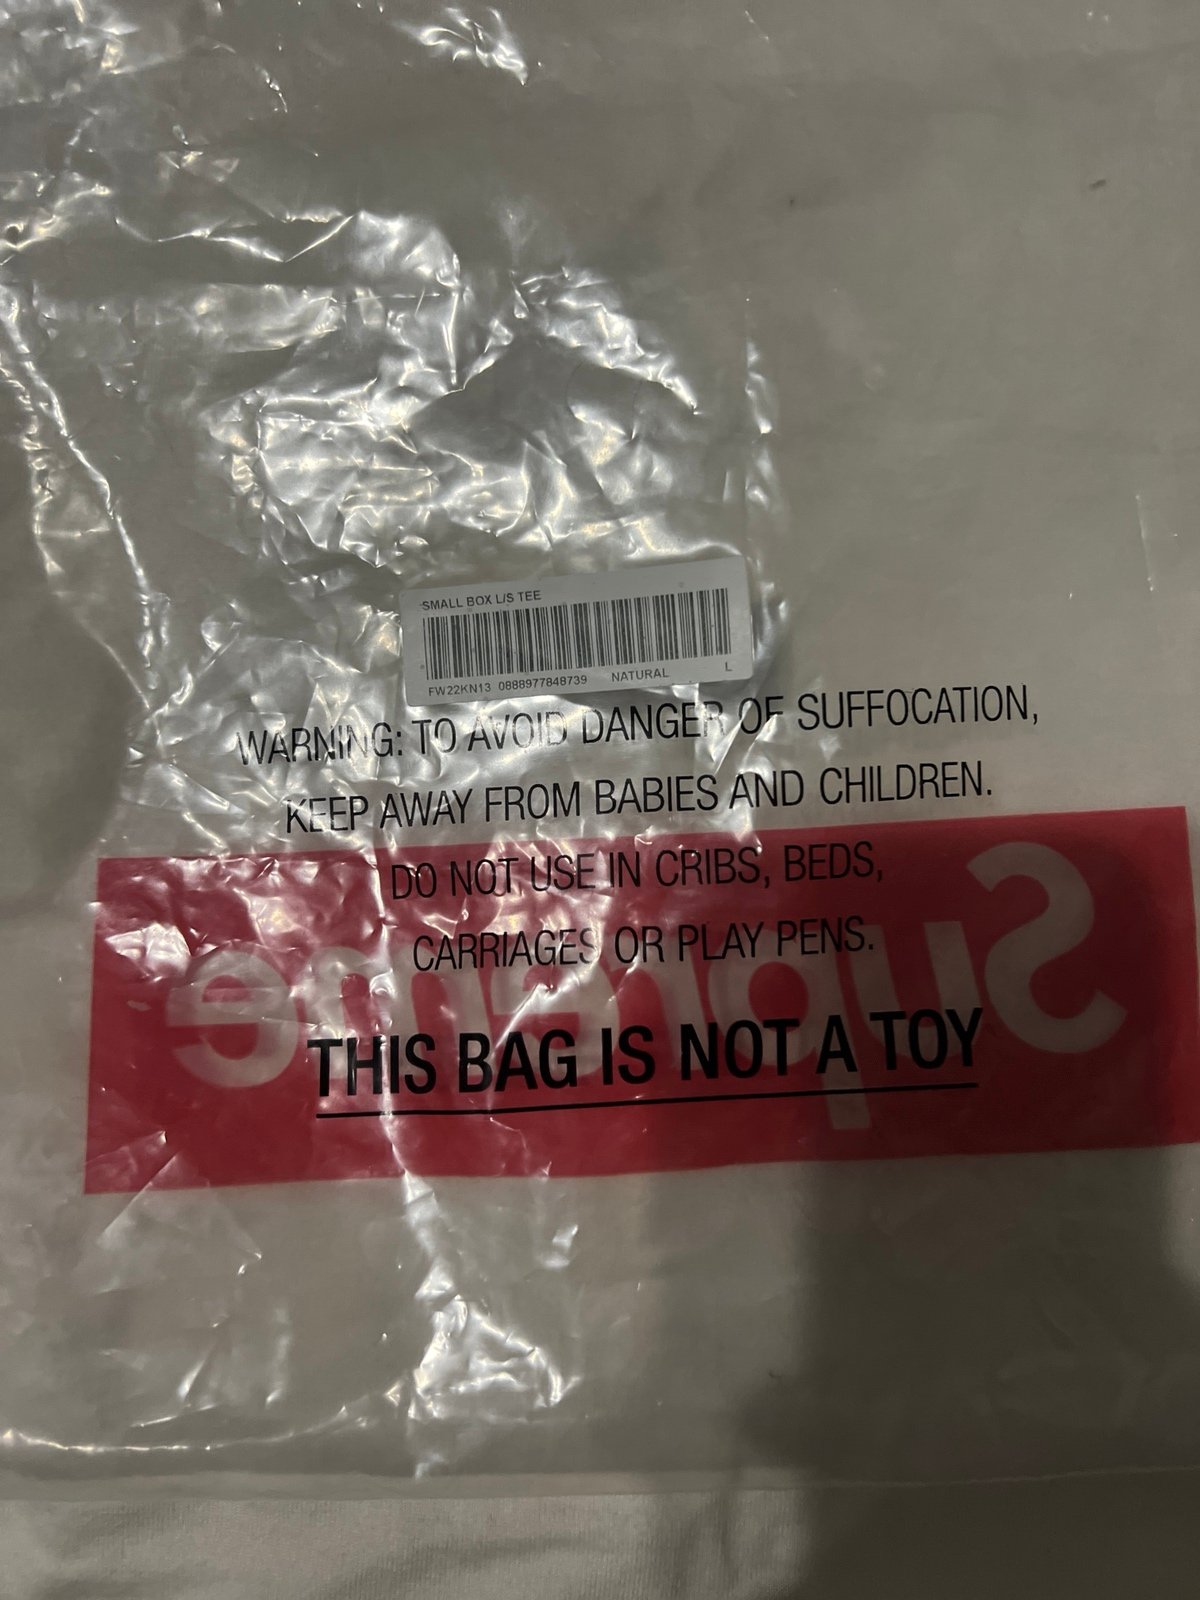 SMALL BOX L/S TEE
FW22KN13 0888977848739 NATURAL L
WARNING: TO AVOID DANGER OF SUFFOCATION,
KEEP AWAY FROM BABIES AND CHILDREN.
DO NOT USE IN CRIBS, BEDS,
CARRIAGES OR PLAY PENS.
Supreme
THIS BAG IS NOT A TOY